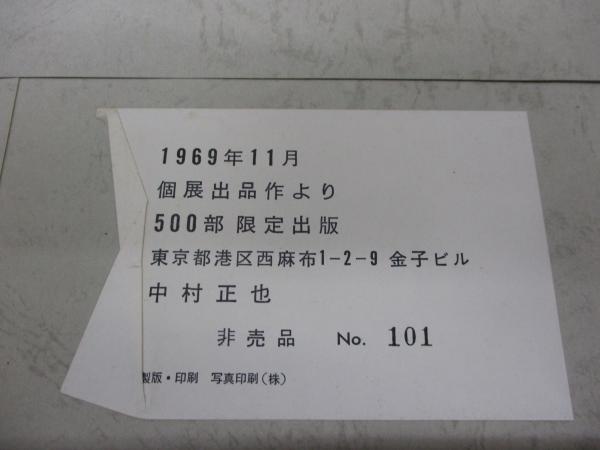 1969年11月
個展出品作より
500部 限定出版
東京都港区西麻布1-2-9 金子ビル
中村正也
非売品 No. 101
製版・印刷 写真印刷(株)